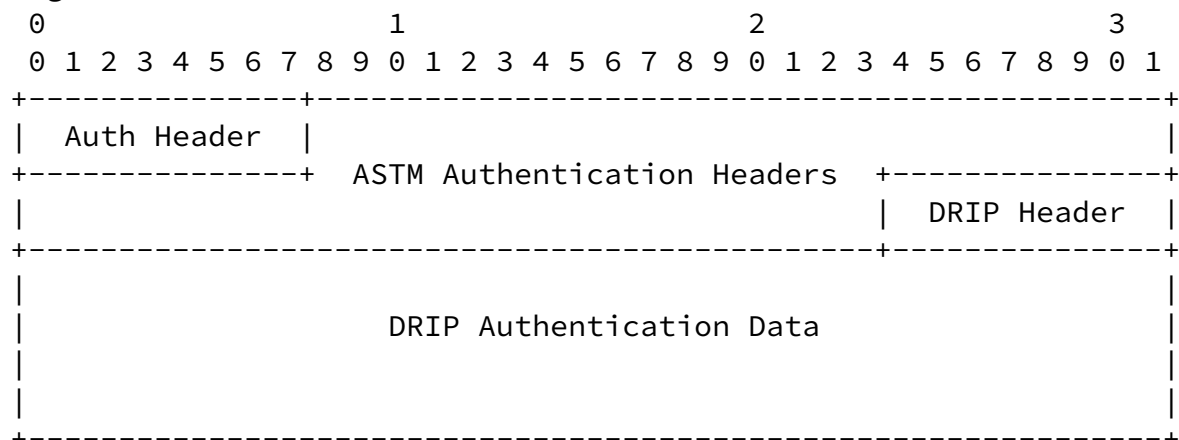 0 1 2 3
0 1 2 3 4 5 6 7 8 9 0 1 2 3 4 5 6 7 8 9 0 1 2 3 4 5 6 7 8 9 0 1
Auth Header
ASTM Authentication Headers
DRIP Header
DRIP Authentication Data